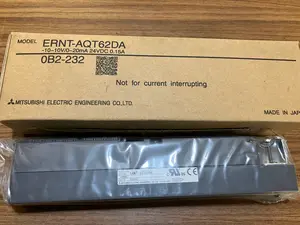 MODEL ERNT-AQT62DA
-10-10V/0-20mA 24VDC 0.15A
0B2-232
Not for current interrupting
MITSUBISHI ELECTRIC ENGINEERING CO.,LTD.
MADE IN JAPA